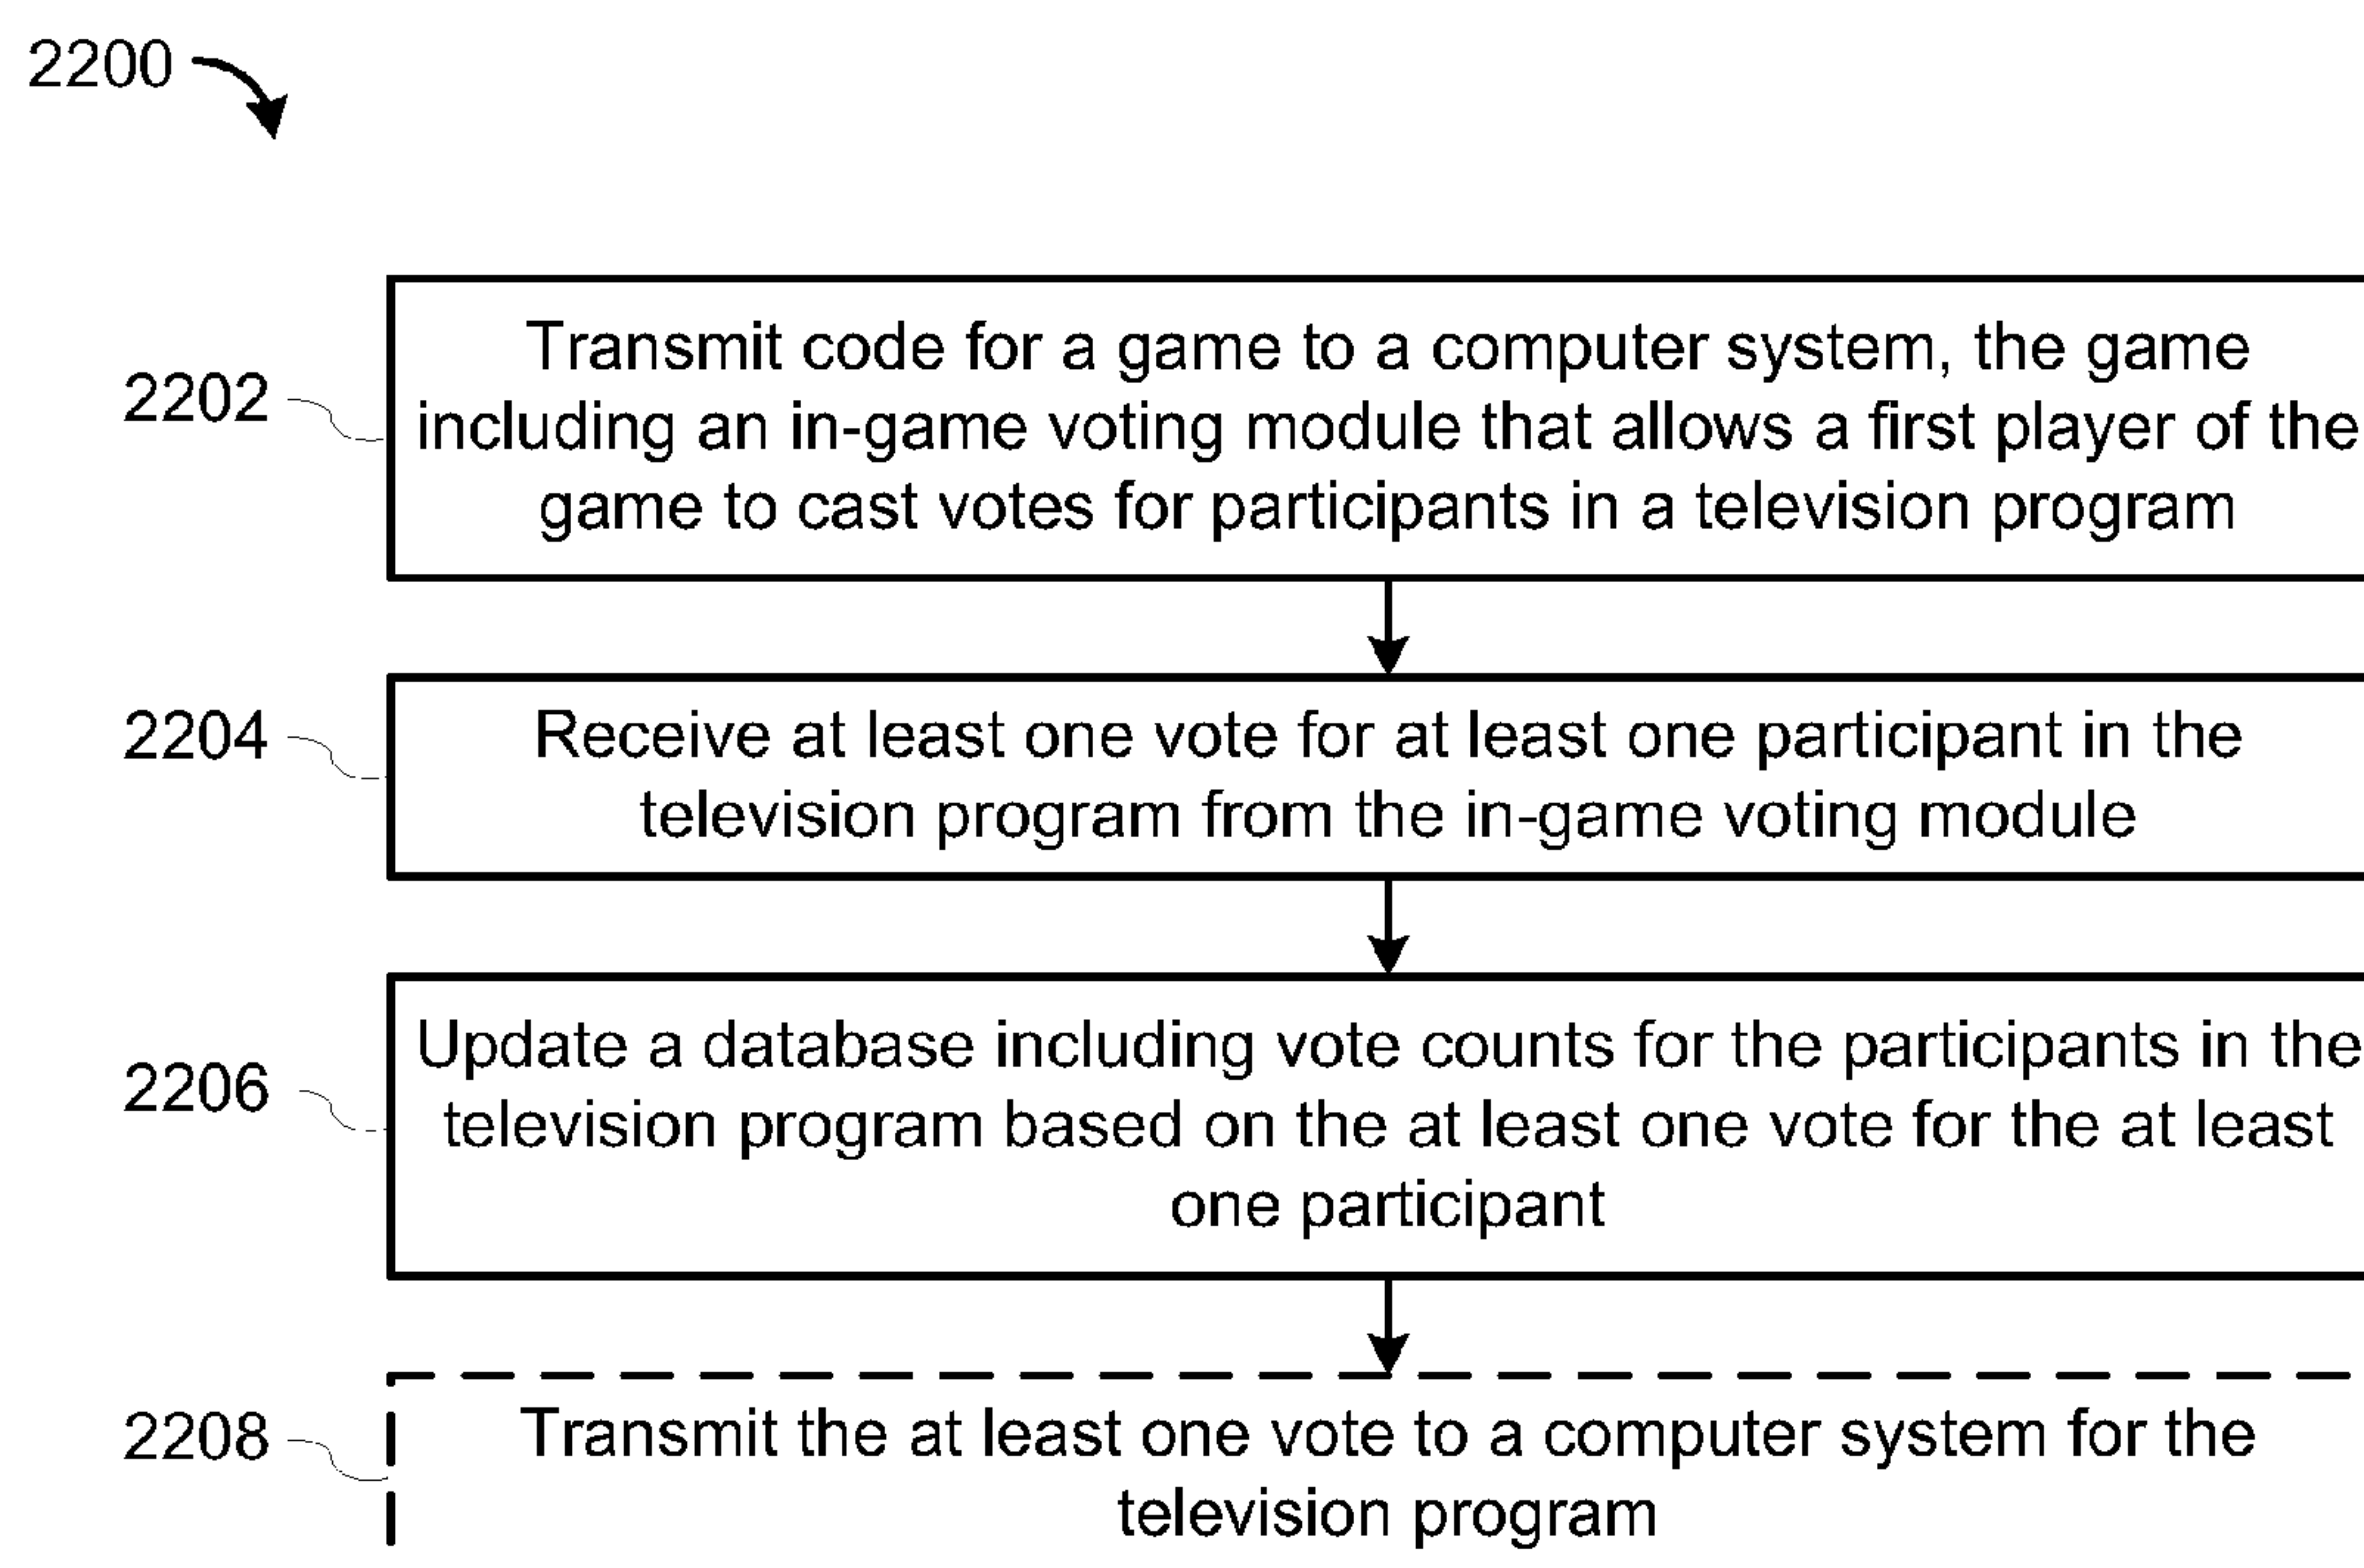 2200
2202
Transmit code for a game to a computer system, the game
including an in-game voting module that allows a first player of the
game to cast votes for participants in a television program
2204
Receive at least one vote for at least one participant in the
television program from the in-game voting module
2206
Update a database including vote counts for the participants in the
television program based on the at least one vote for the at least
one participant
2208
Transmit the at least one vote to a computer system for the
television program